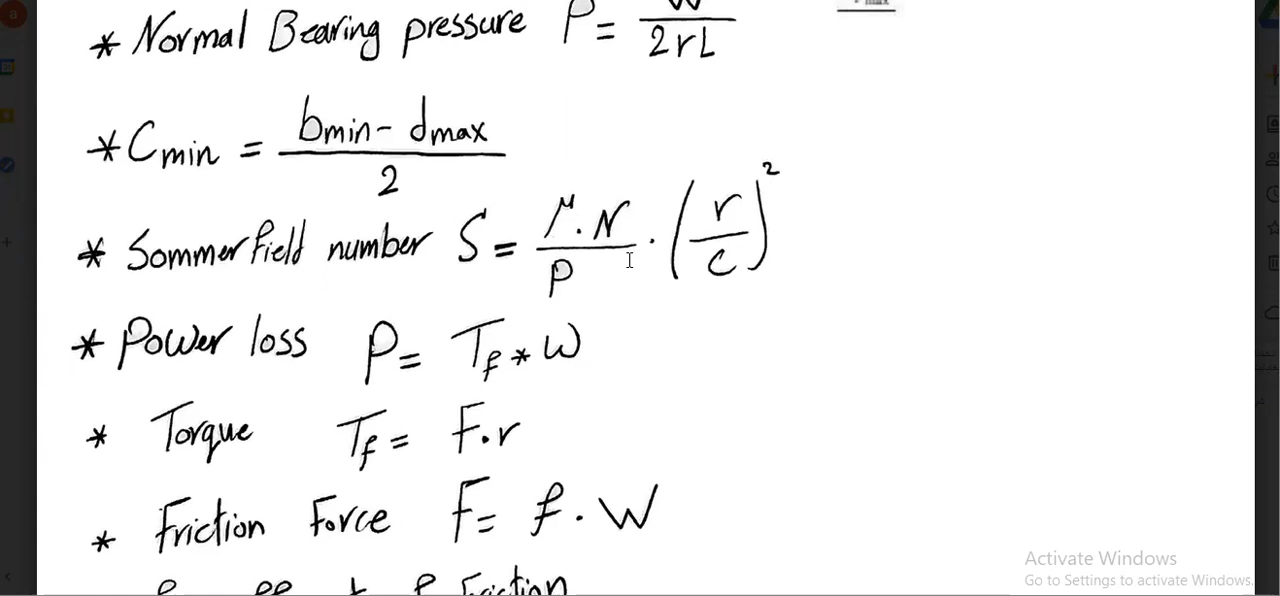 * Normal Bearing pressure P = W / 2rL
* Cmin = bmin - dmax / 2
* Sommerfield number S = μ.N / P . (r / c)²
* Power loss P = Tf * ω
* Torque Tf = F.r
* Friction Force F = f . W
Friction
Activate Windows
Go to Settings to activate Windows.